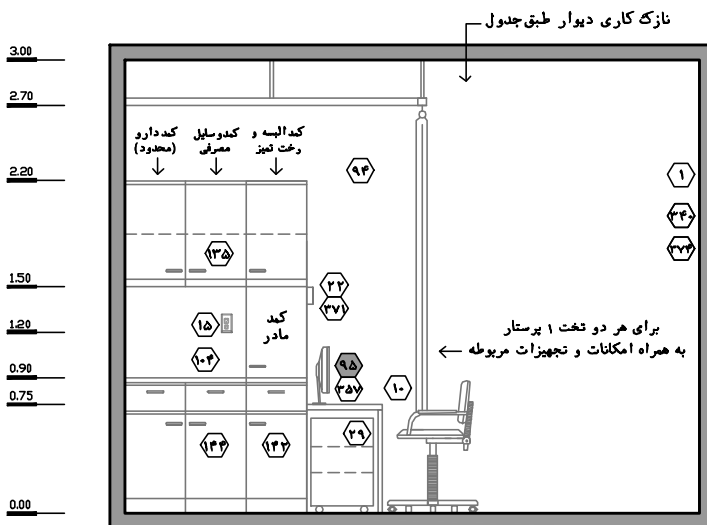 نازک کاری دیوار طبق جدول
3.00
2.70
2.20
1.50
1.20
0.90
0.75
0.00
کمد دارو
(محدود)
کمد وسایل
مصرفی
کمد البسه و
رخت تمیز
۹۴
۱
۳۴۰
۳۷۴
۱۳۵
۲۲
۳۷۱
۱۵
۱۰۴
کمد
مادر
برای هر دو تخت ۱ پرستار
به همراه امکانات و تجهیزات مربوطه
۹۵
۳۵۷
۱۰
۲۹
۱۴۴
۱۴۲